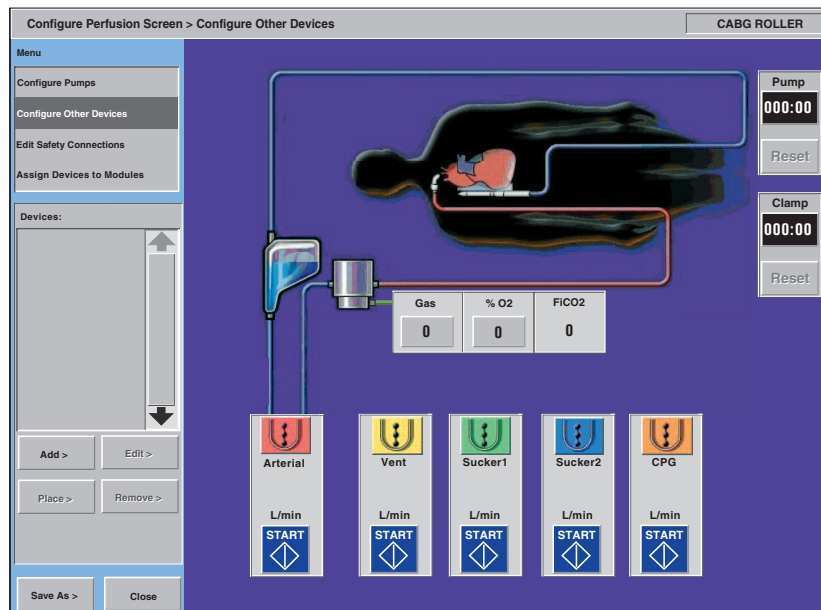 Configure Perfusion Screen > Configure Other Devices
CABG ROLLER
Menu
Configure Pumps
Configure Other Devices
Edit Safety Connections
Assign Devices to Modules
Devices:
Add >
Edit >
Place >
Remove >
Save As >
Close
Pump
000:00
Reset
Clamp
000:00
Reset
Gas
% O2
FiCO2
0
0
0
Arterial
Vent
Sucker1
Sucker2
CPG
L/min
L/min
L/min
L/min
L/min
START
START
START
START
START